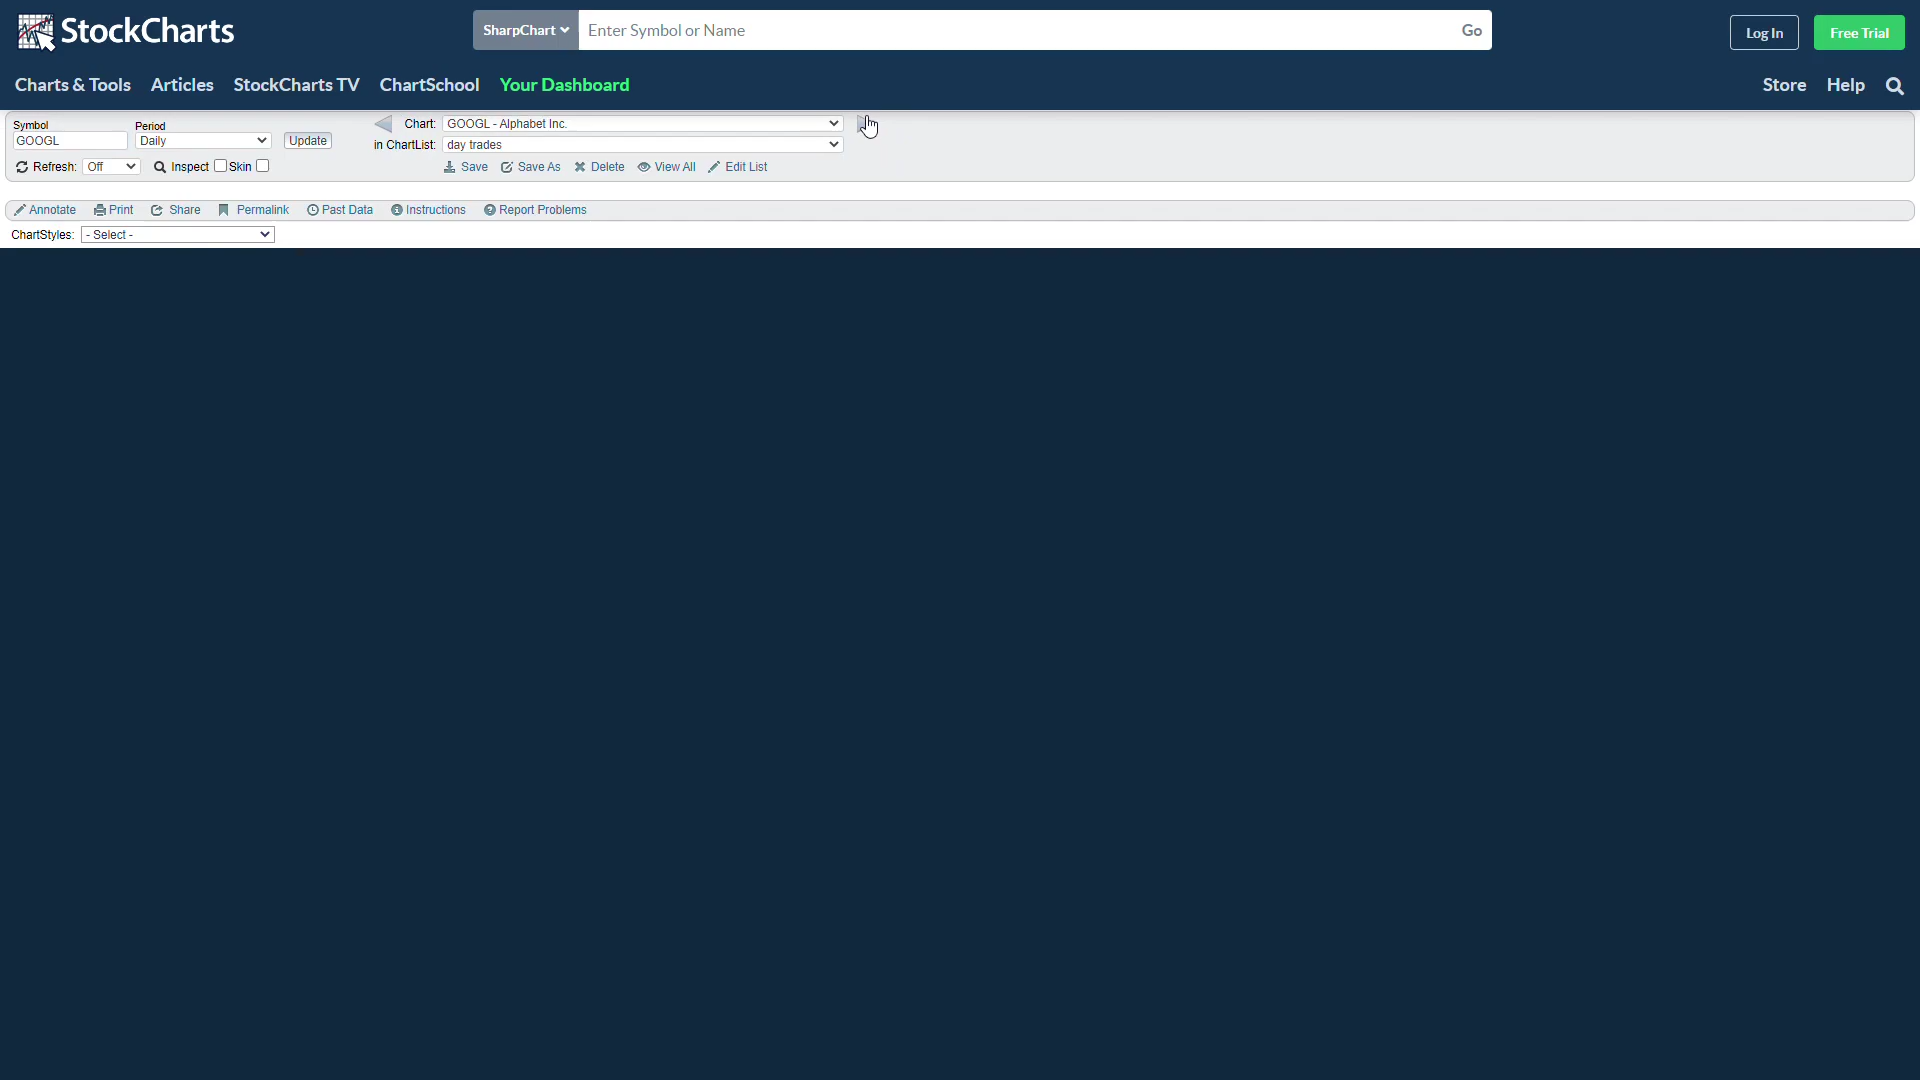 StockCharts
SharpChart Enter Symbol or Name Go
Log In Free Trial
Charts & Tools Articles StockCharts TV ChartSchool Your Dashboard Store Help
Symbol Period
GOOGL Daily Update
Chart: GOOGL - Alphabet Inc.
in ChartList: day trades
Refresh: Off Inspect Skin
Save Save As Delete View All Edit List
Annotate Print Share Permalink Past Data Instructions Report Problems
ChartStyles: - Select -